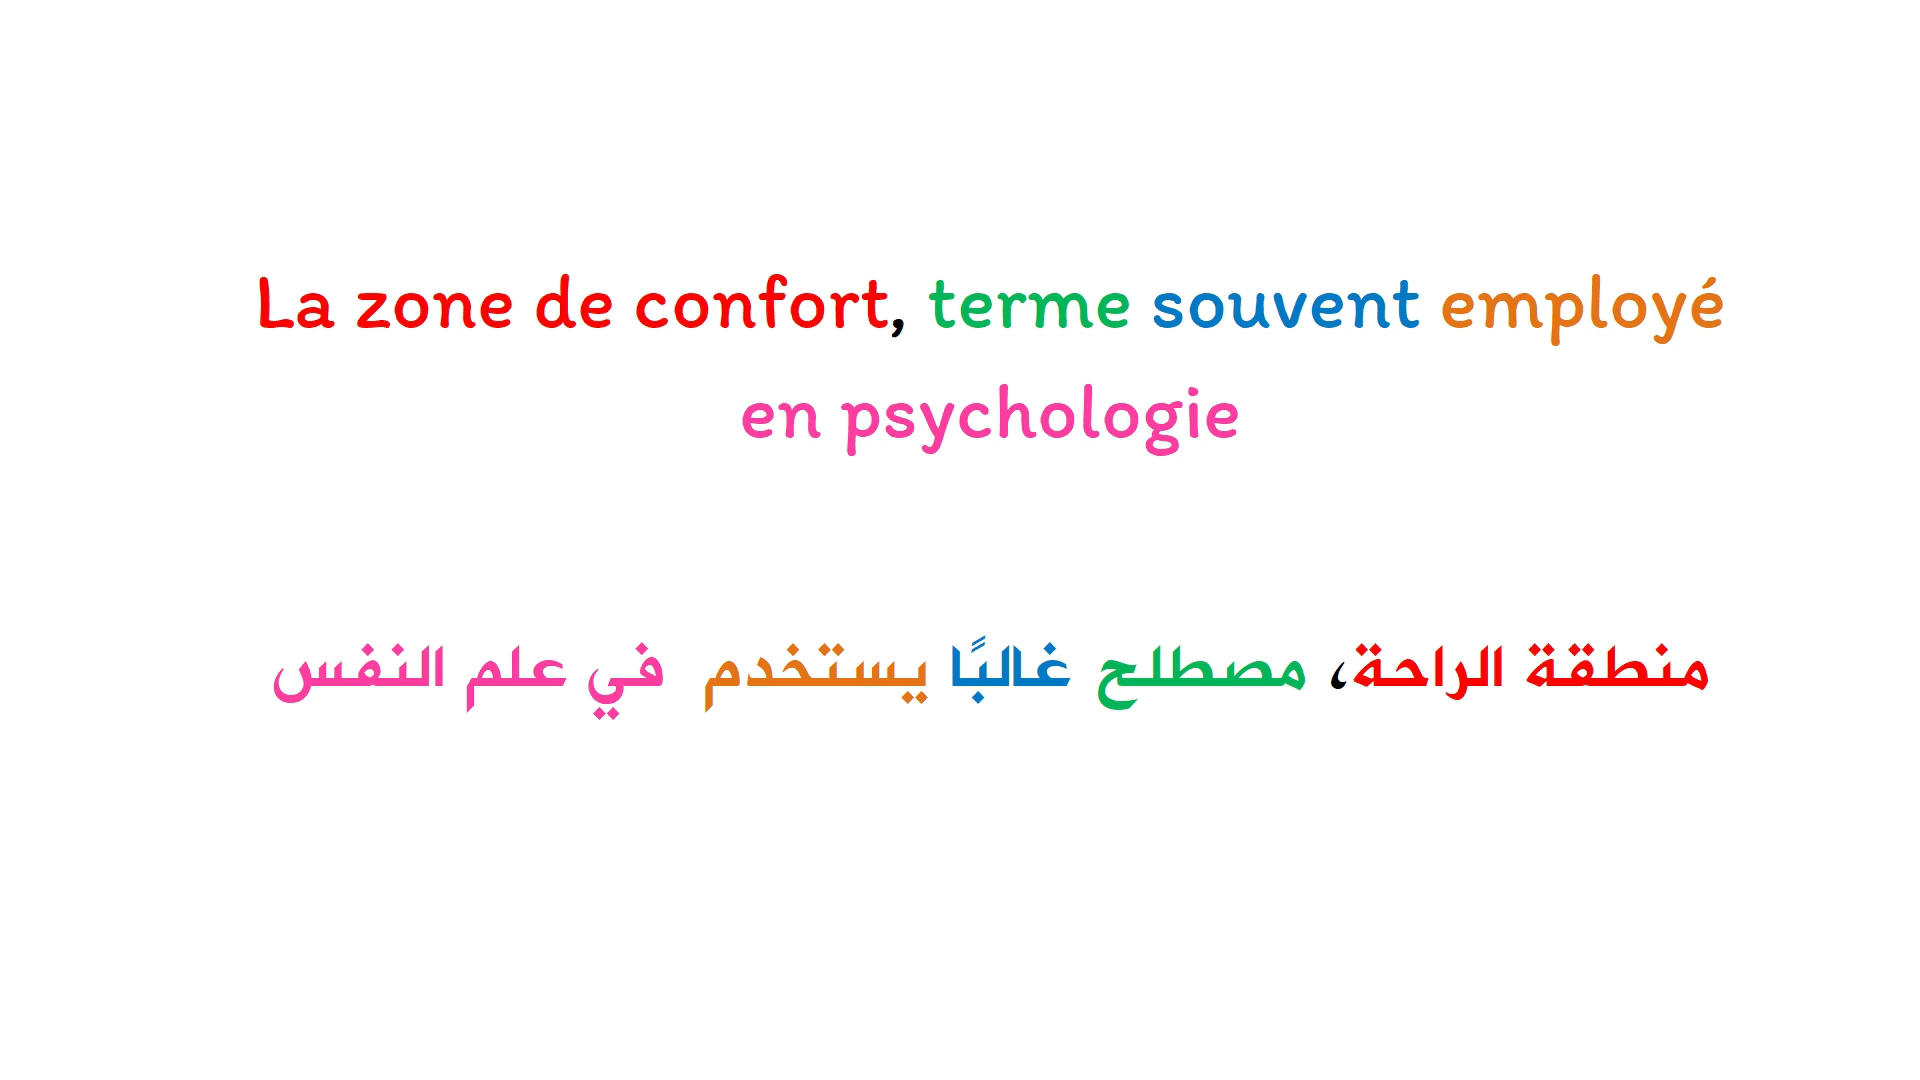 La zone de confort, terme souvent employé
en psychologie
منطقة الراحة، مصطلح غالبًا يستخدم في علم النفس